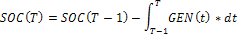 SOC(T) = SOC(T − 1) − ∫_{T−1}^{T} GEN(t) * dt